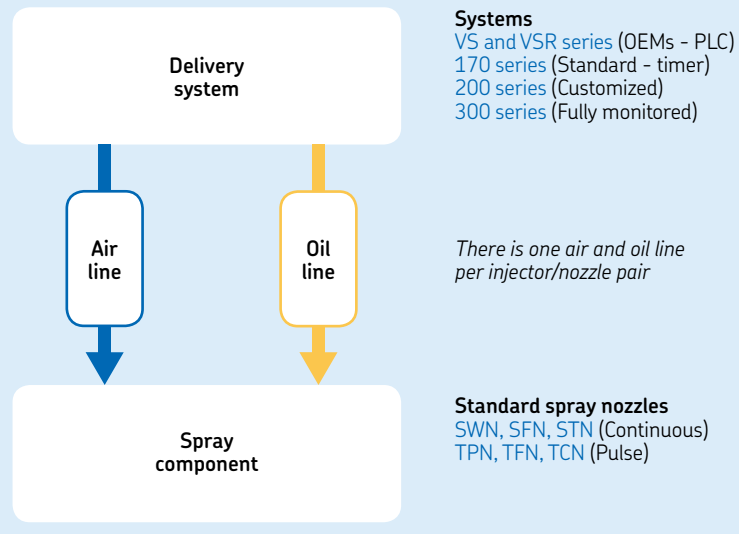 Delivery
system
Systems
VS and VSR series (OEMs - PLC)
170 series (Standard - timer)
200 series (Customized)
300 series (Fully monitored)
Air
line
Oil
line
There is one air and oil line
per injector/nozzle pair
Spray
component
Standard spray nozzles
SWN, SFN, STN (Continuous)
TPN, TFN, TCN (Pulse)